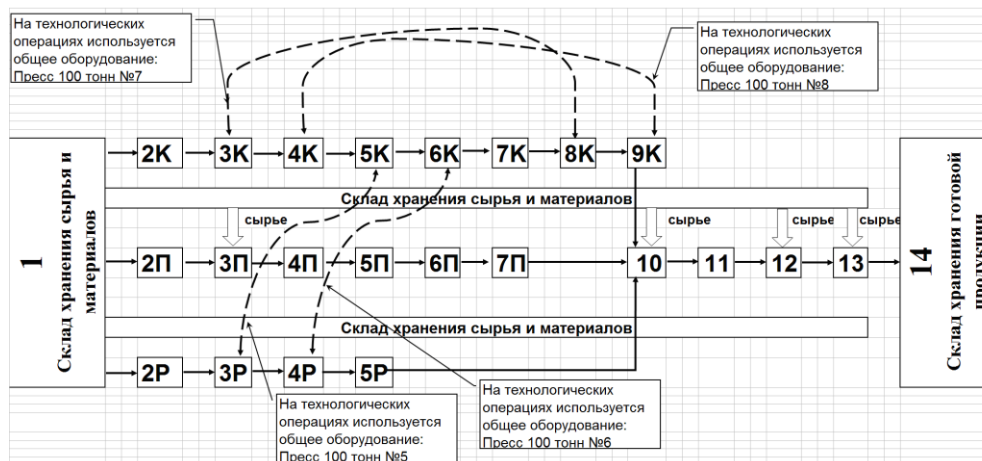 На технологических
операциях используется
общее оборудование:
Пресс 100 тонн №7
На технологических
операциях используется
общее оборудование:
Пресс 100 тонн №8
1
Склад хранения сырья и
материалов
2К 3К 4К 5К 6К 7К 8К 9К
Склад хранения сырья и материалов
сырье сырье сырье сырье
2П 3П 4П 5П 6П 7П 10 11 12 13
Склад хранения сырья и материалов
2Р 3Р 4Р 5Р
14
Склад хранения готовой
продукции
На технологических
операциях используется
общее оборудование:
Пресс 100 тонн №5
На технологических
операциях используется
общее оборудование:
Пресс 100 тонн №6